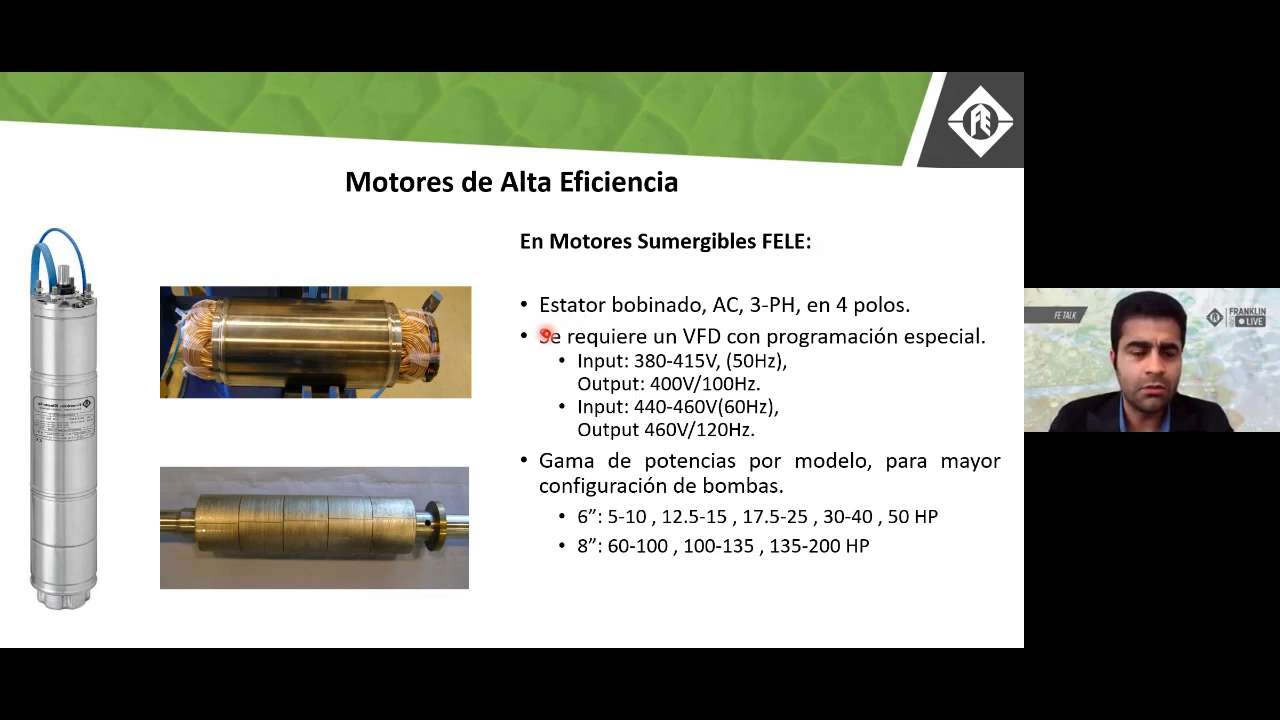 Motores de Alta Eficiencia
En Motores Sumergibles FELE:
• Estator bobinado, AC, 3-PH, en 4 polos.
• Se requiere un VFD con programación especial.
• Input: 380-415V, (50Hz),
Output: 400V/100Hz.
• Input: 440-460V(60Hz),
Output 460V/120Hz.
• Gama de potencias por modelo, para mayor
configuración de bombas.
• 6”: 5-10 , 12.5-15 , 17.5-25 , 30-40 , 50 HP
• 8”: 60-100 , 100-135 , 135-200 HP
FE TALK
FRANKLIN
LIVE